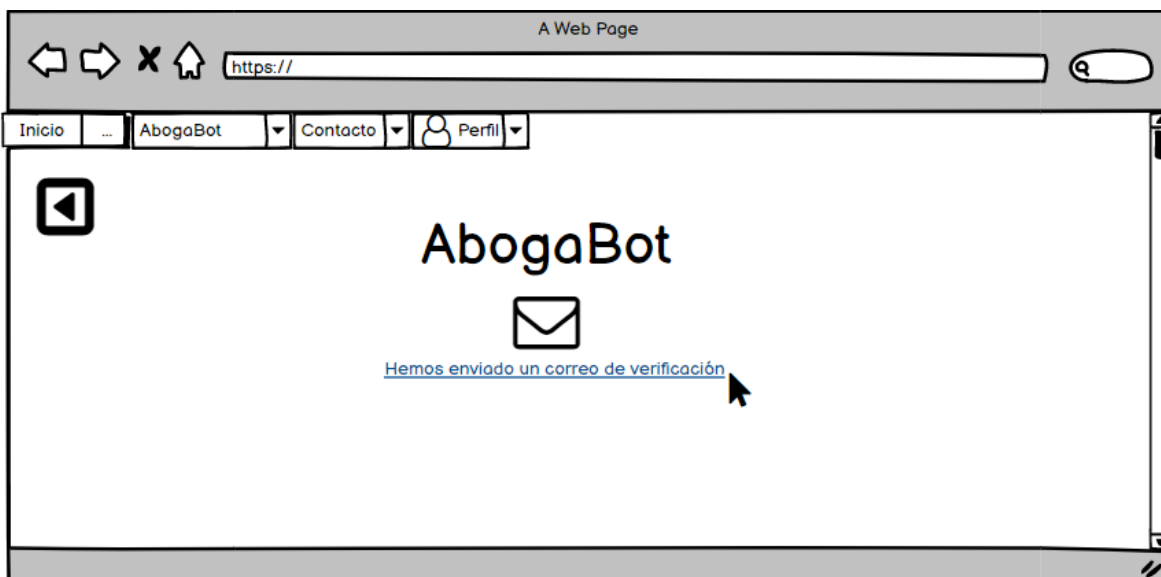 A Web Page
https://
Inicio ... AbogaBot Contacto Perfil
AbogaBot
Hemos enviado un correo de verificación